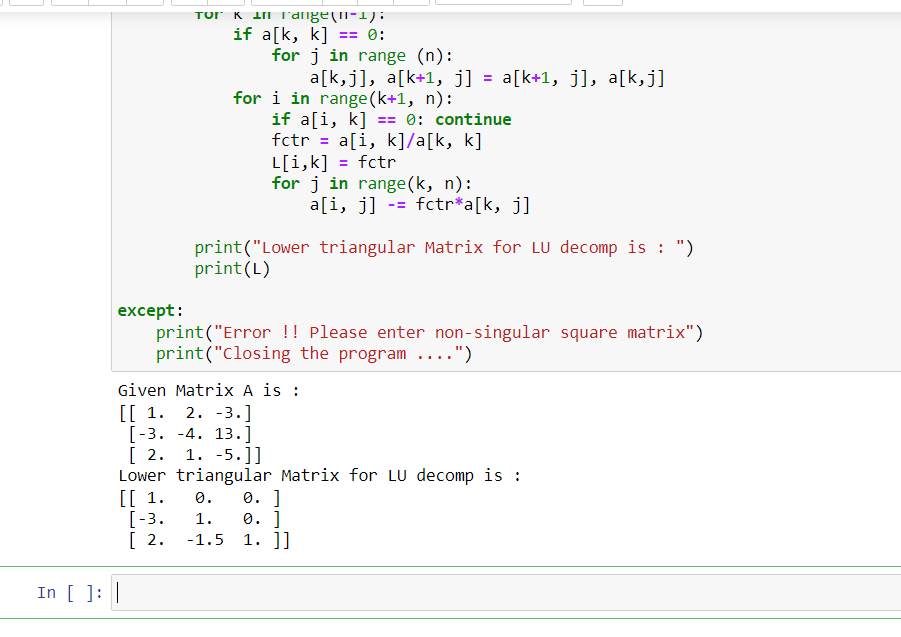 for k in range(n-1):
if a[k, k] == 0:
for j in range (n):
a[k,j], a[k+1, j] = a[k+1, j], a[k,j]
for i in range(k+1, n):
if a[i, k] == 0: continue
fctr = a[i, k]/a[k, k]
L[i,k] = fctr
for j in range(k, n):
a[i, j] -= fctr*a[k, j]
print("Lower triangular Matrix for LU decomp is : ")
print(L)
except:
print("Error !! Please enter non-singular square matrix")
print("Closing the program ....")
Given Matrix A is :
[[ 1.  2. -3.]
[-3. -4. 13.]
[ 2.  1. -5.]]
Lower triangular Matrix for LU decomp is :
[[ 1.   0.   0. ]
[-3.   1.   0. ]
[ 2.  -1.5  1. ]]
In [ ]: